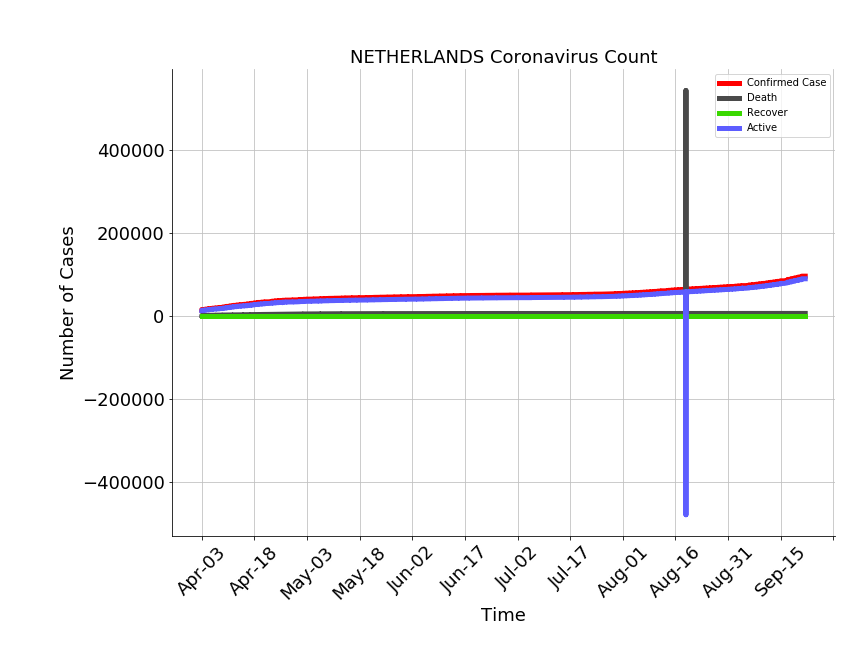 NETHERLANDS Coronavirus Count
Confirmed Case
Death
Recover
Active
400000
200000
0
−200000
−400000
Number of Cases
Apr-03
Apr-18
May-03
May-18
Jun-02
Jun-17
Jul-02
Jul-17
Aug-01
Aug-16
Aug-31
Sep-15
Time